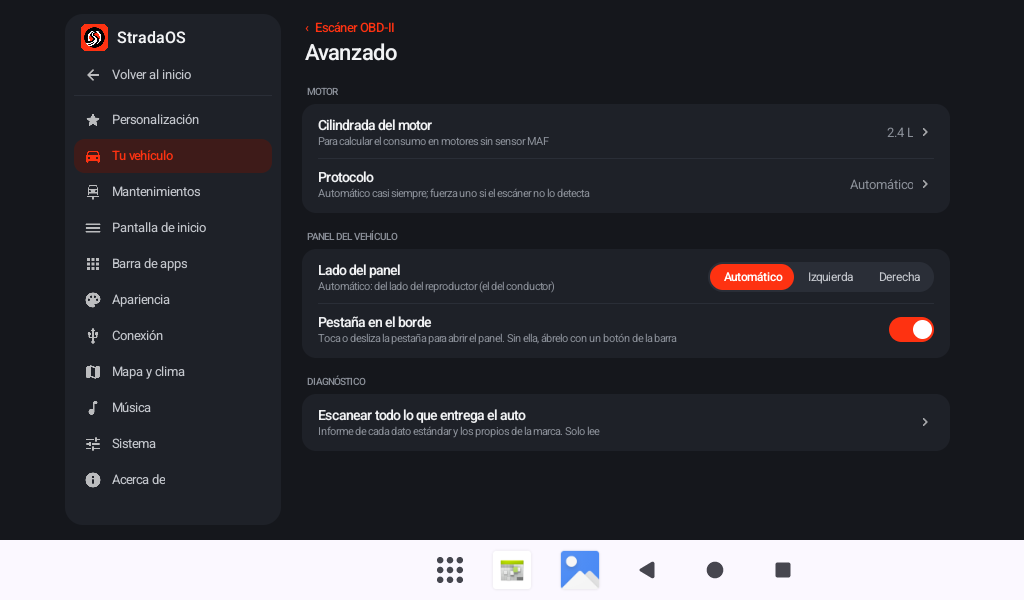 StradaOS
Volver al inicio
Personalización
Tu vehículo
Mantenimientos
Pantalla de inicio
Barra de apps
Apariencia
Conexión
Mapa y clima
Música
Sistema
Acerca de
‹ Escáner OBD-II
Avanzado
MOTOR
Cilindrada del motor
Para calcular el consumo en motores sin sensor MAF
2.4 L
Protocolo
Automático casi siempre; fuerza uno si el escáner no lo detecta
Automático
PANEL DEL VEHÍCULO
Lado del panel
Automático: del lado del reproductor (el del conductor)
Automático Izquierda Derecha
Pestaña en el borde
Toca o desliza la pestaña para abrir el panel. Sin ella, ábrelo con un botón de la barra
DIAGNÓSTICO
Escanear todo lo que entrega el auto
Informe de cada dato estándar y los propios de la marca. Solo lee